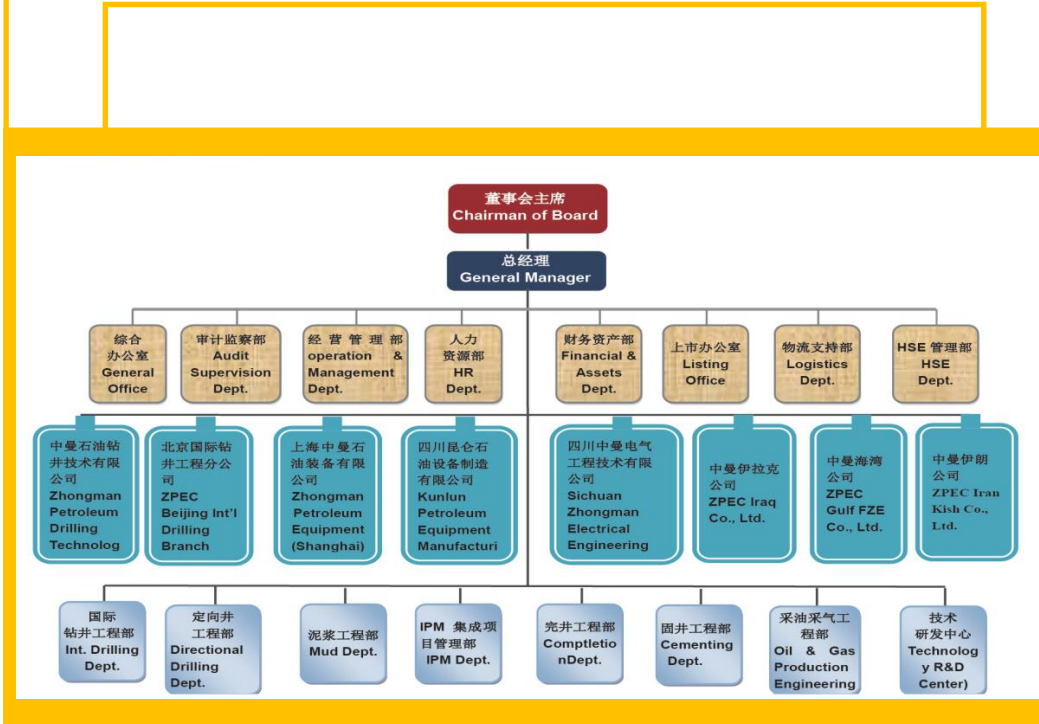 董事会主席
Chairman of Board
总经理
General Manager
综合
办公室
General
Office
审计监察部
Audit
Supervision
Dept.
经 营 管 理 部
operation &
Management
Dept.
人力
资源部
HR
Dept.
财务资产部
Financial &
Assets
Dept.
上市办公室
Listing
Office
物流支持部
Logistics
Dept.
HSE 管理部
HSE
Dept.
中曼石油钻
井技术有限
公司
Zhongman
Petroleum
Drilling
Technolog
北京国际钻
井工程分公
司
ZPEC
Beijing Int'l
Drilling
Branch
上海中曼石
油装备有限
公司
Zhongman
Petroleum
Equipment
(Shanghai)
四川昆仑石
油设备制造
有限公司
Kunlun
Petroleum
Equipment
Manufacturi
四川中曼电气
工程技术有限
公司
Sichuan
Zhongman
Electrical
Engineering
中曼伊拉克
公司
ZPEC Iraq
Co., Ltd.
中曼海湾公
司
ZPEC
Gulf FZE
Co., Ltd.
中曼伊朗
公司
ZPEC Iran
Kish Co.,
Ltd.
国际
钻井工程部
Int. Drilling
Dept.
定向井
工程部
Directional
Drilling
Dept.
泥浆工程部
Mud Dept.
IPM 集成项
目管理部
IPM Dept.
完井工程部
Comptletio
nDept.
固井工程部
Cementing
Dept.
采油采气工
程部
Oil & Gas
Production
Engineering
技术
研发中心
Technolog
y R&D
Center)